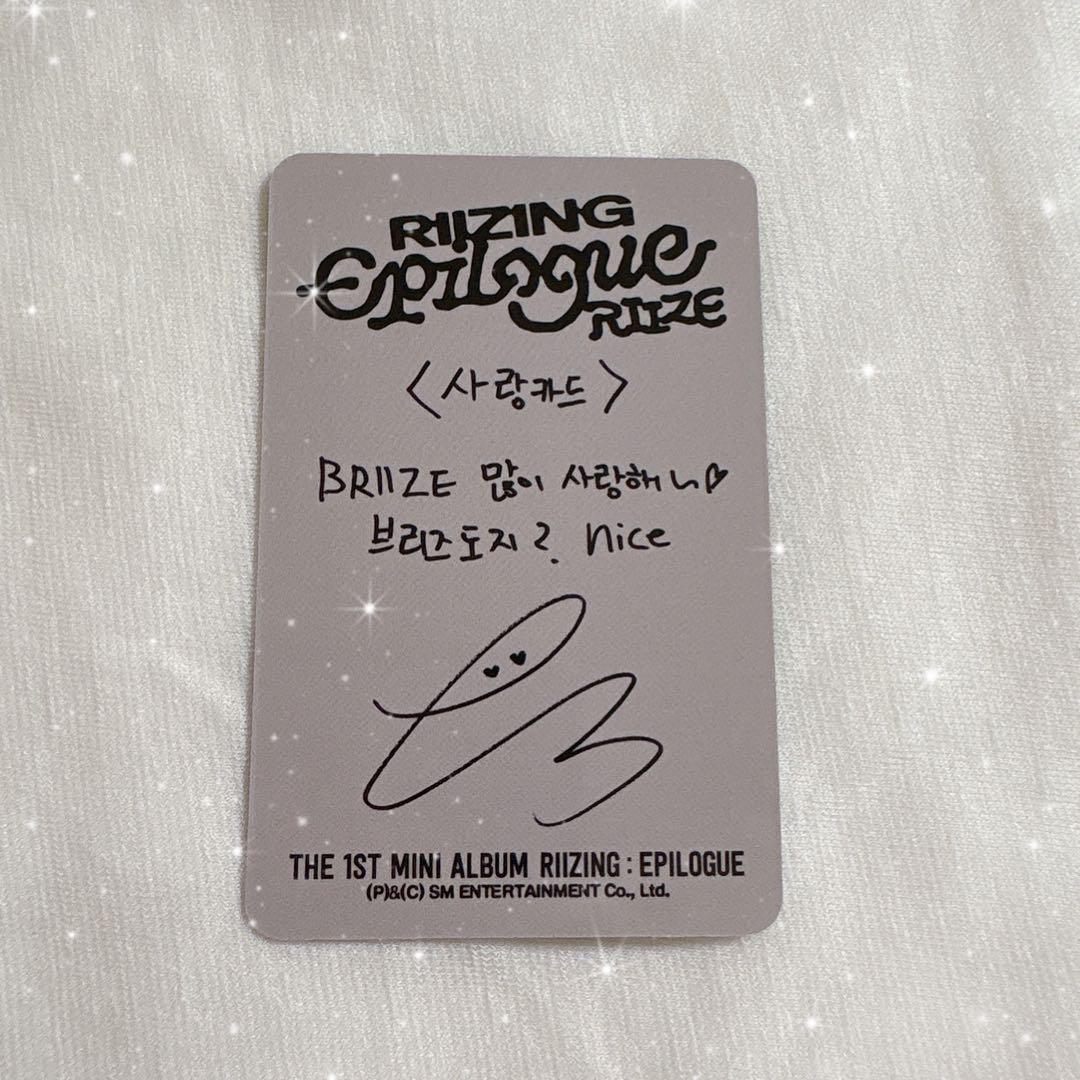 RIIZING
Epilogue
RIIZE
<사랑카드>
BRIIZE 많이 사랑해 ㄴ♡
브리즈도지? nice
THE 1ST MINI ALBUM RIIZING : EPILOGUE
(P)&(C) SM ENTERTAINMENT Co., Ltd.